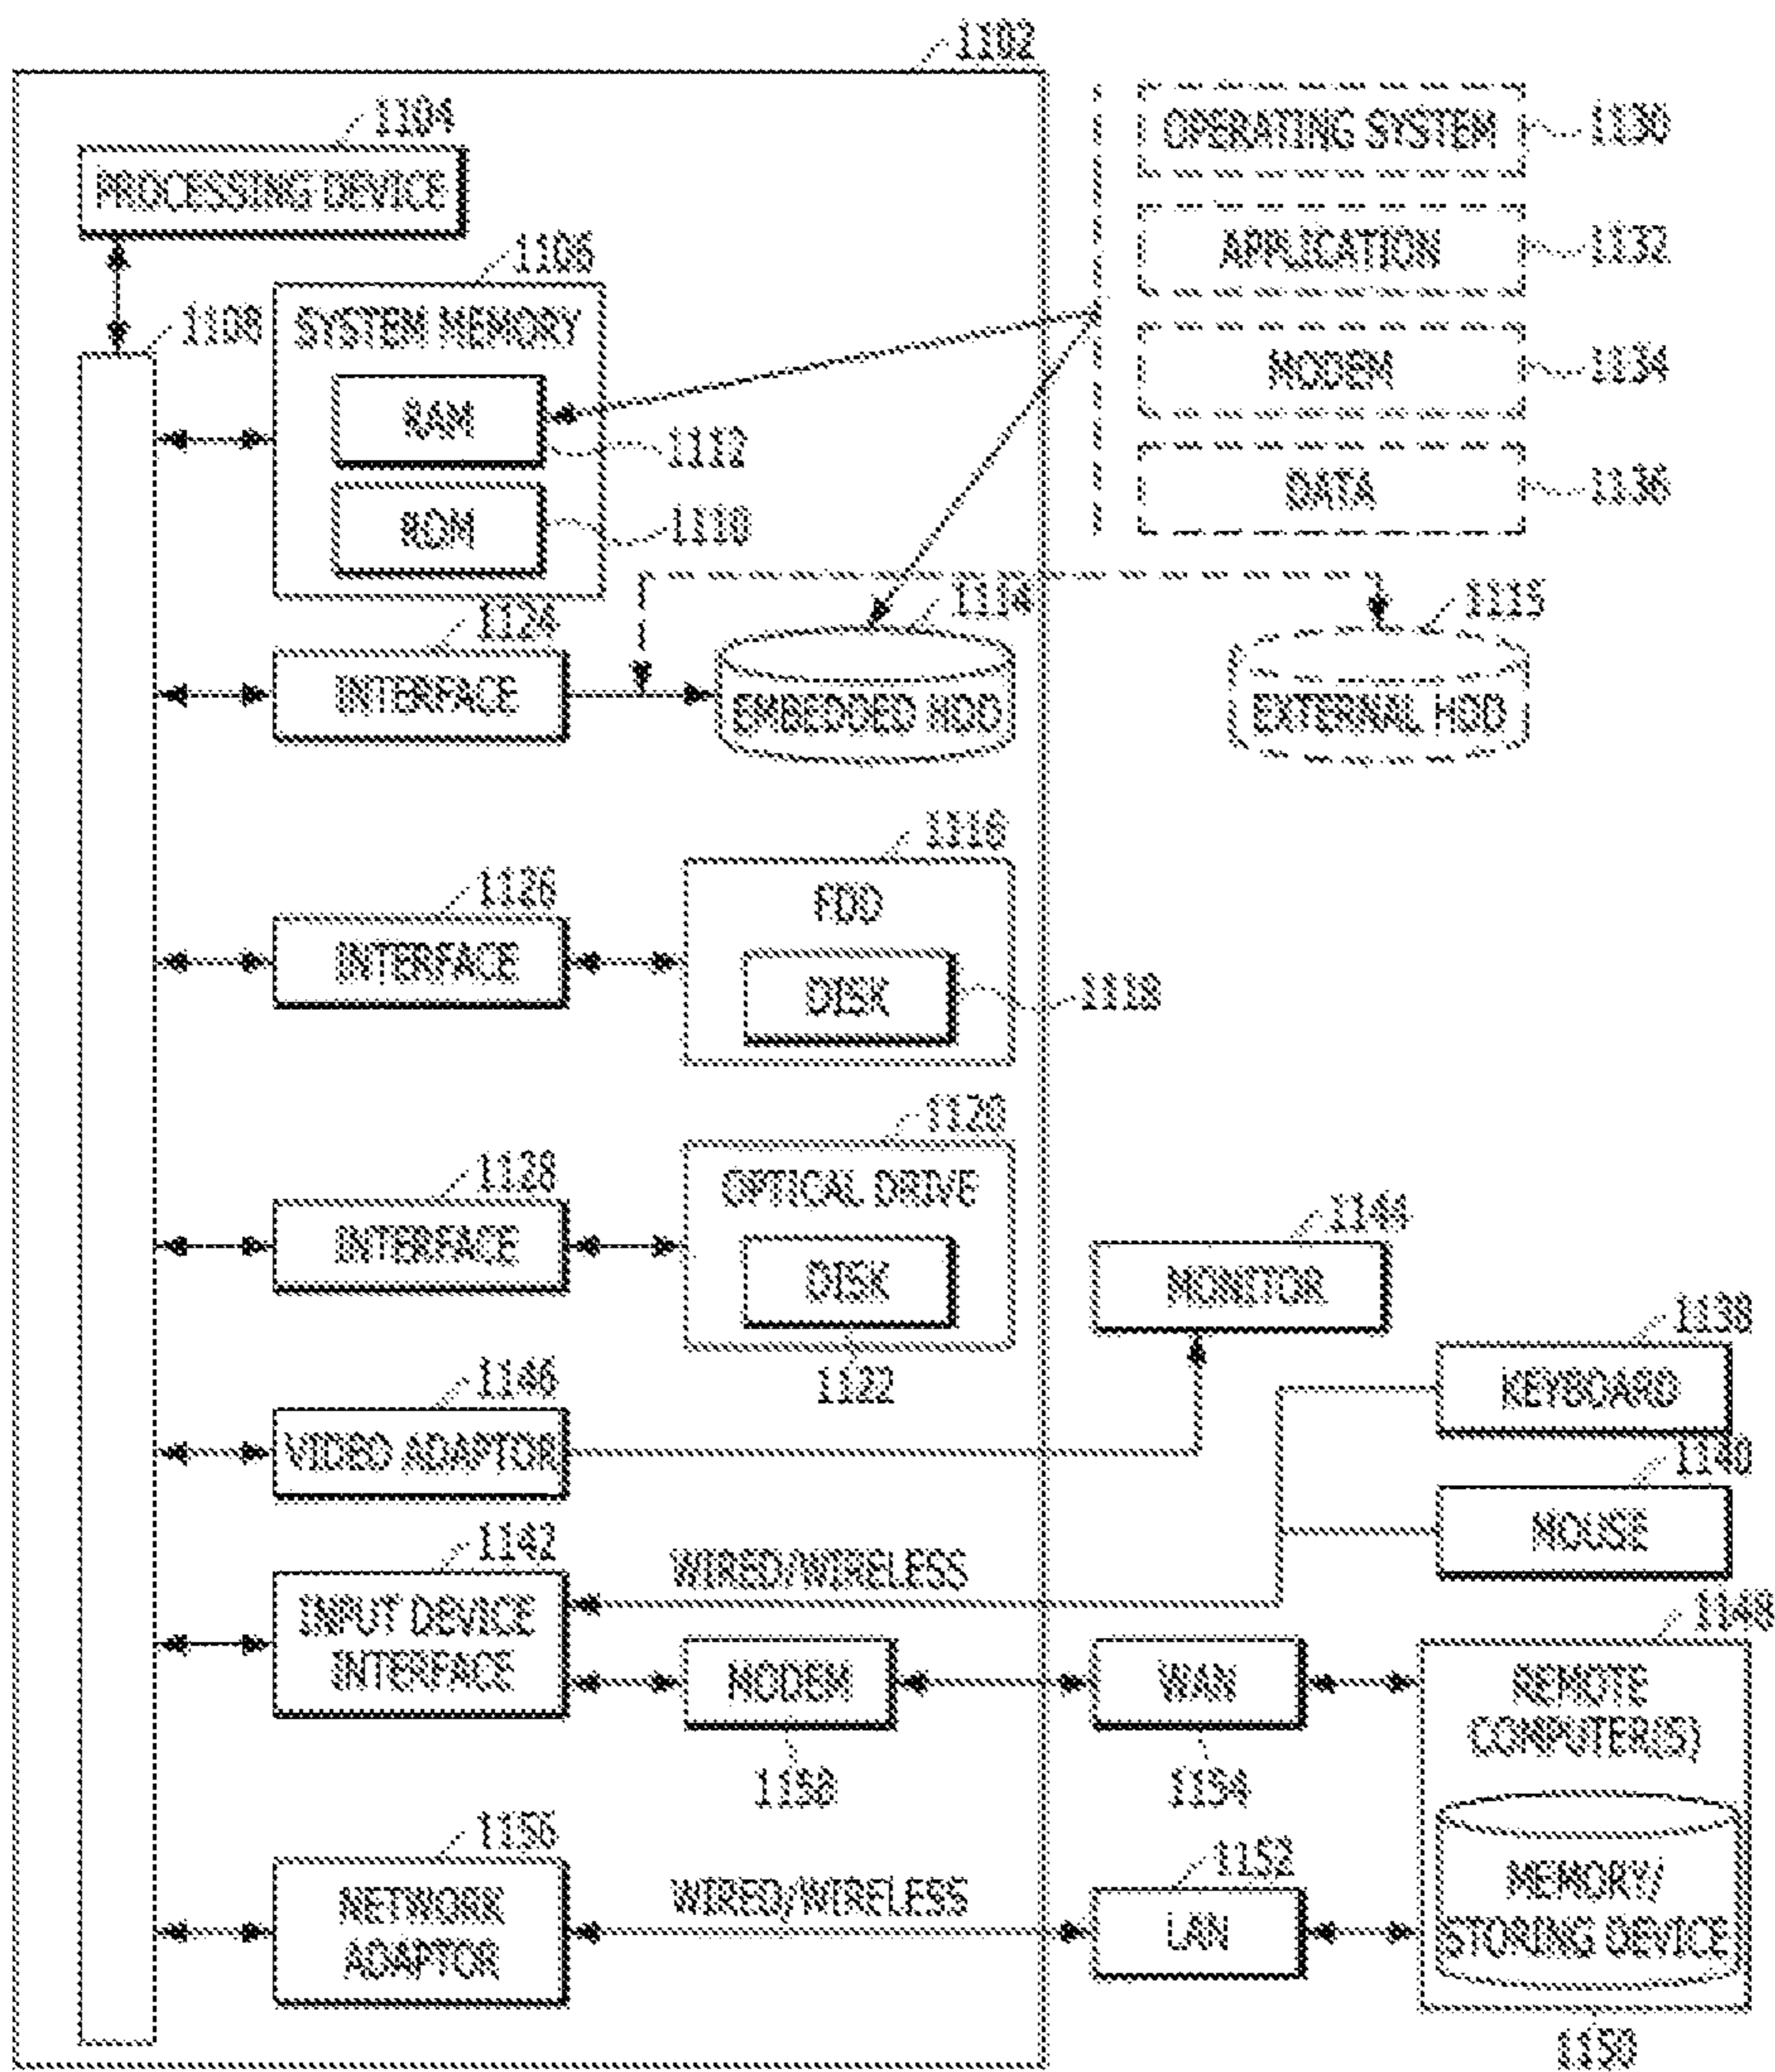 1102
1104
PROCESSING DEVICE
1106
1108
SYSTEM MEMORY
RAM
1112
ROM
1110
OPERATING SYSTEM
1130
APPLICATION
1132
MODEM
1134
DATA
1136
1124
INTERFACE
1114
EMBEDDED HDD
1115
EXTERNAL HDD
1116
FDD
1126
INTERFACE
DISK
1118
1120
OPTICAL DRIVE
1128
INTERFACE
DISK
1122
1144
MONITOR
1138
KEYBOARD
1146
VIDEO ADAPTOR
1140
MOUSE
1142
INPUT DEVICE
INTERFACE
WIRED/WIRELESS
MODEM
1158
WAN
1154
1148
REMOTE
COMPUTER(S)
MEMORY/
STORING DEVICE
1150
1156
NETWORK
ADAPTOR
WIRED/WIRELESS
1152
LAN